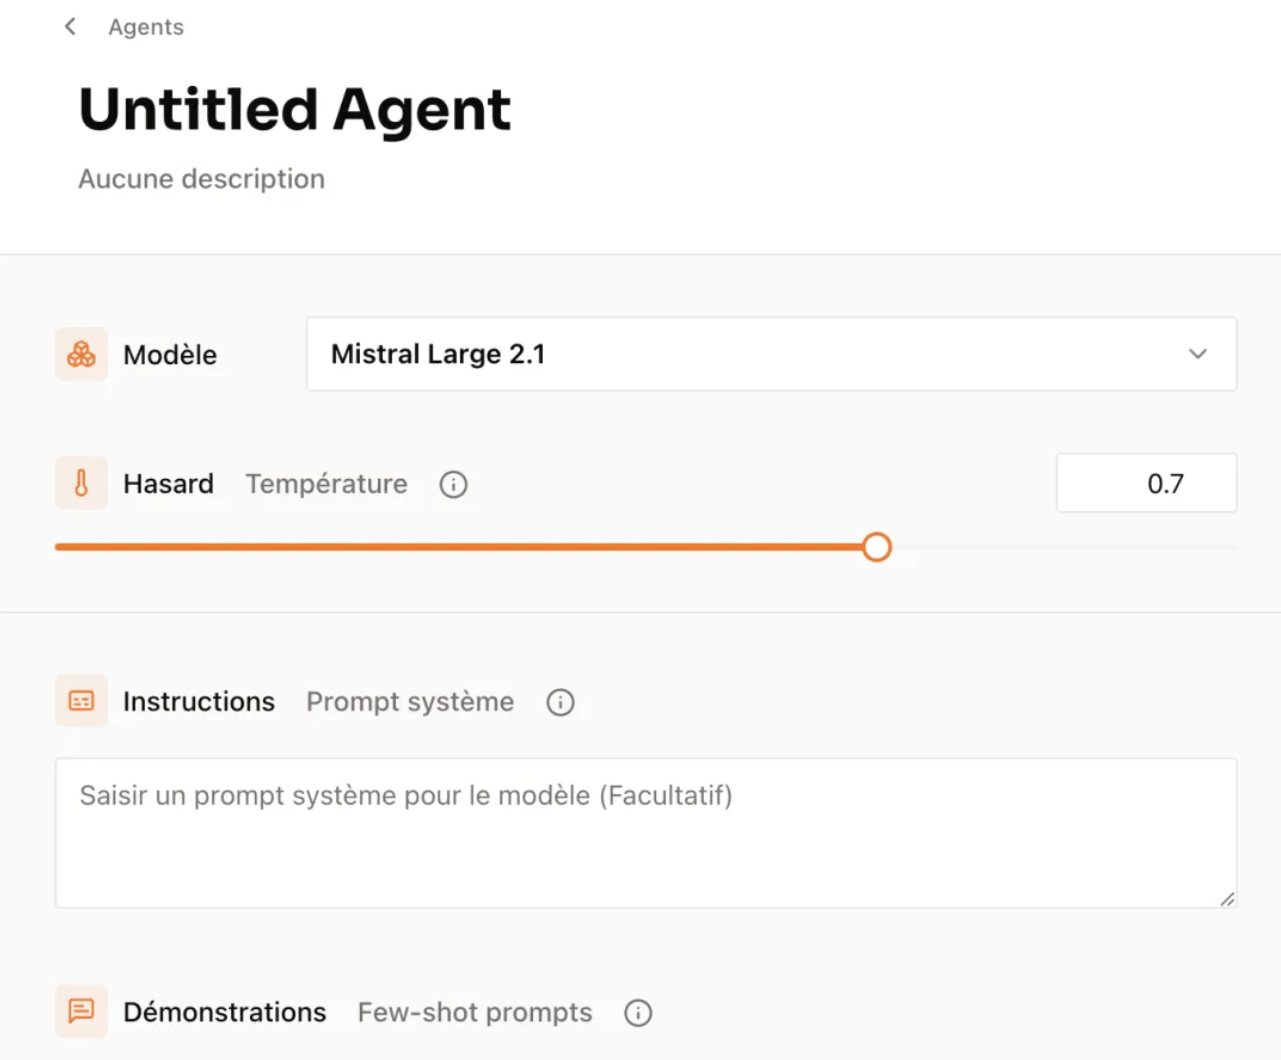 Agents
Untitled Agent
Aucune description
Modèle
Mistral Large 2.1
Hasard Température
0.7
Instructions Prompt système
Saisir un prompt système pour le modèle (Facultatif)
Démonstrations Few-shot prompts